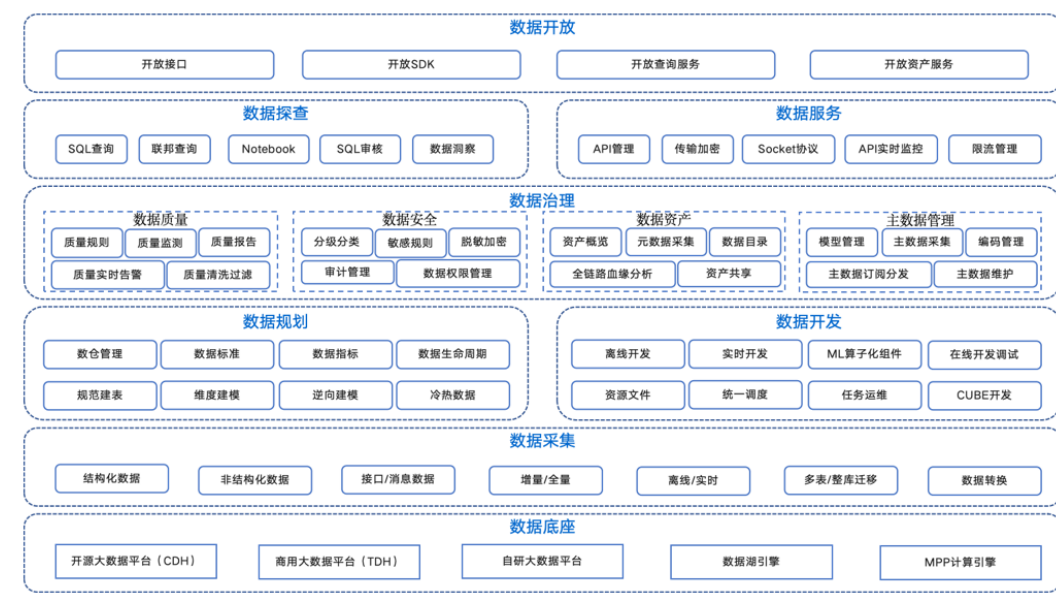 数据开放
开放接口
开放SDK
开放查询服务
开放资产服务
数据探查
SQL查询
联邦查询
Notebook
SQL审核
数据洞察
数据服务
API管理
传输加密
Socket协议
API实时监控
限流管理
数据治理
数据质量
质量规则
质量监测
质量报告
质量实时告警
质量清洗过滤
数据安全
分级分类
敏感规则
脱敏加密
审计管理
数据权限管理
数据资产
资产概览
元数据采集
数据目录
全链路血缘分析
资产共享
主数据管理
模型管理
主数据采集
编码管理
主数据订阅分发
主数据维护
数据规划
数仓管理
数据标准
数据指标
数据生命周期
规范建表
维度建模
逆向建模
冷热数据
数据开发
离线开发
实时开发
ML算子化组件
在线开发调试
资源文件
统一调度
任务运维
CUBE开发
数据采集
结构化数据
非结构化数据
接口/消息数据
增量/全量
离线/实时
多表/整库迁移
数据转换
数据底座
开源大数据平台（CDH）
商用大数据平台（TDH）
自研大数据平台
数据湖引擎
MPP计算引擎